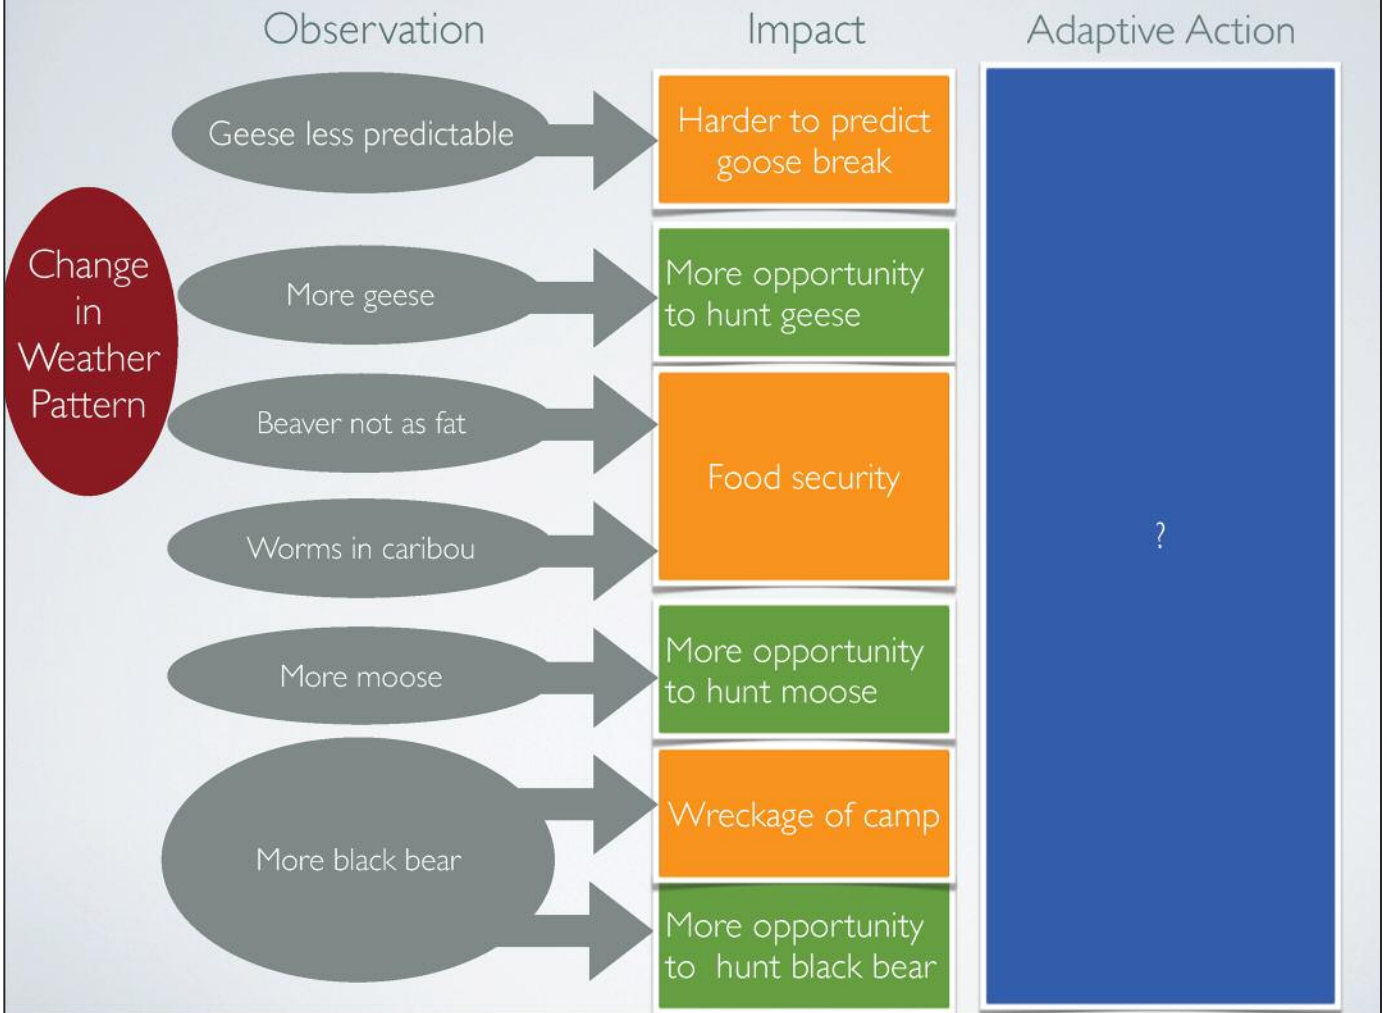 Observation
Impact
Adaptive Action
Change
in
Weather
Pattern
Geese less predictable
Harder to predict
goose break
More geese
More opportunity
to hunt geese
Beaver not as fat
Food security
Worms in caribou
More moose
More opportunity
to hunt moose
More black bear
Wreckage of camp
More opportunity
to hunt black bear
?